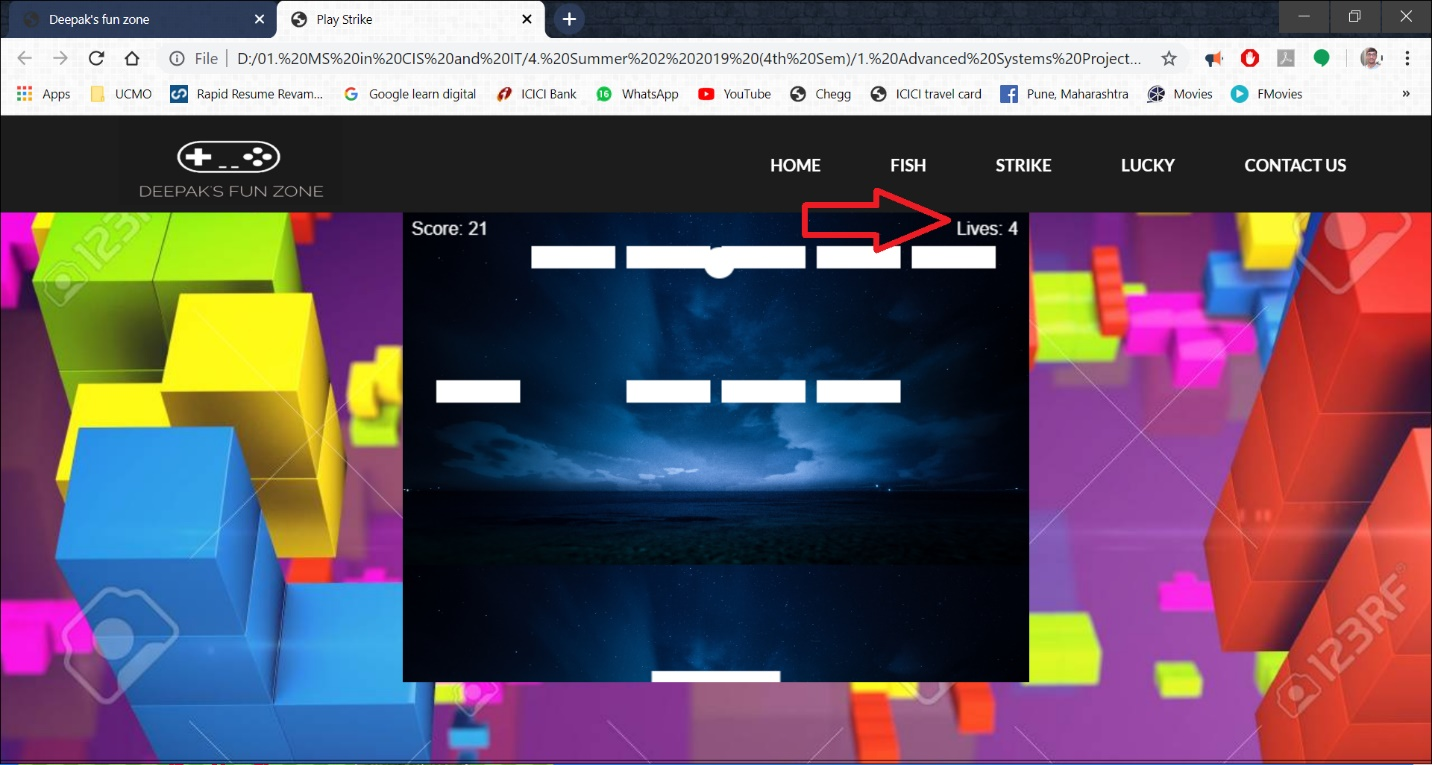 Deepak's fun zone
Play Strike
File
D:/01.%20MS%20in%20CIS%20and%20IT/4.%20Summer%202%202019%20(4th%20Sem)/1.%20Advanced%20Systems%20Project...
Apps UCMO Rapid Resume Revam... Google learn digital ICICI Bank 16 WhatsApp YouTube Chegg ICICI travel card Pune, Maharashtra Movies FMovies »
DEEPAK'S FUN ZONE
HOME FISH STRIKE LUCKY CONTACT US
Score: 21
Lives: 4
123RF
123RF